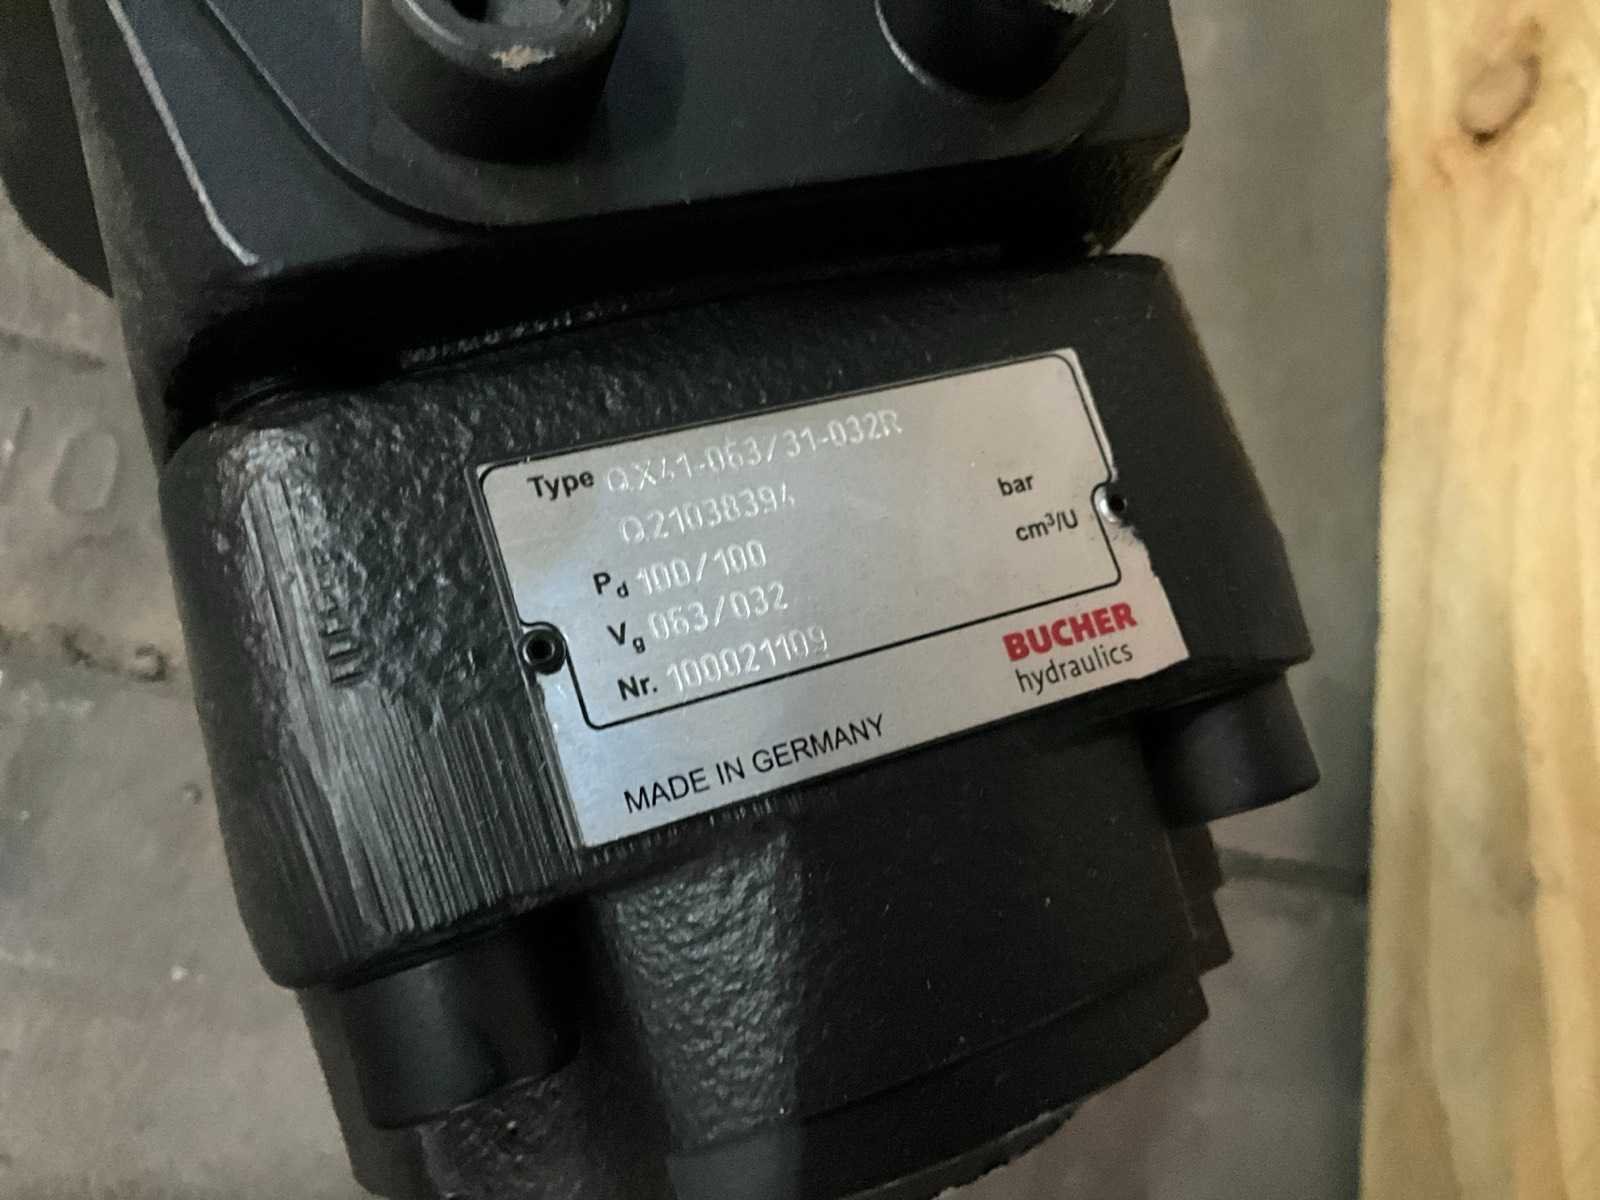 Type QX41-063/31-032R
Q21038394
Pd 100/100 bar
Vg 063/032 cm³/U
Nr. 100021109
BUCHER
hydraulics
MADE IN GERMANY